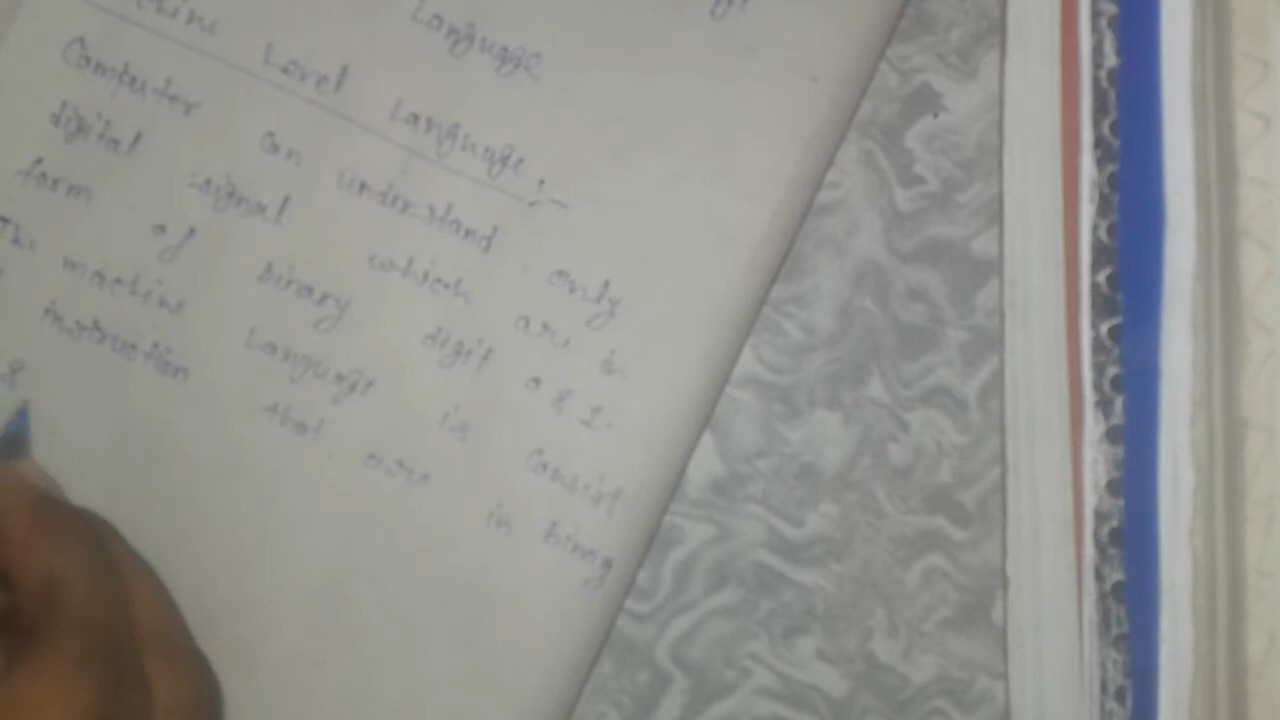 Language
Level Language :-
Computer can understand only
digital signal which are in
form of binary digit 0 & 1.
The machine Language is consist
instruction that are in binary
&